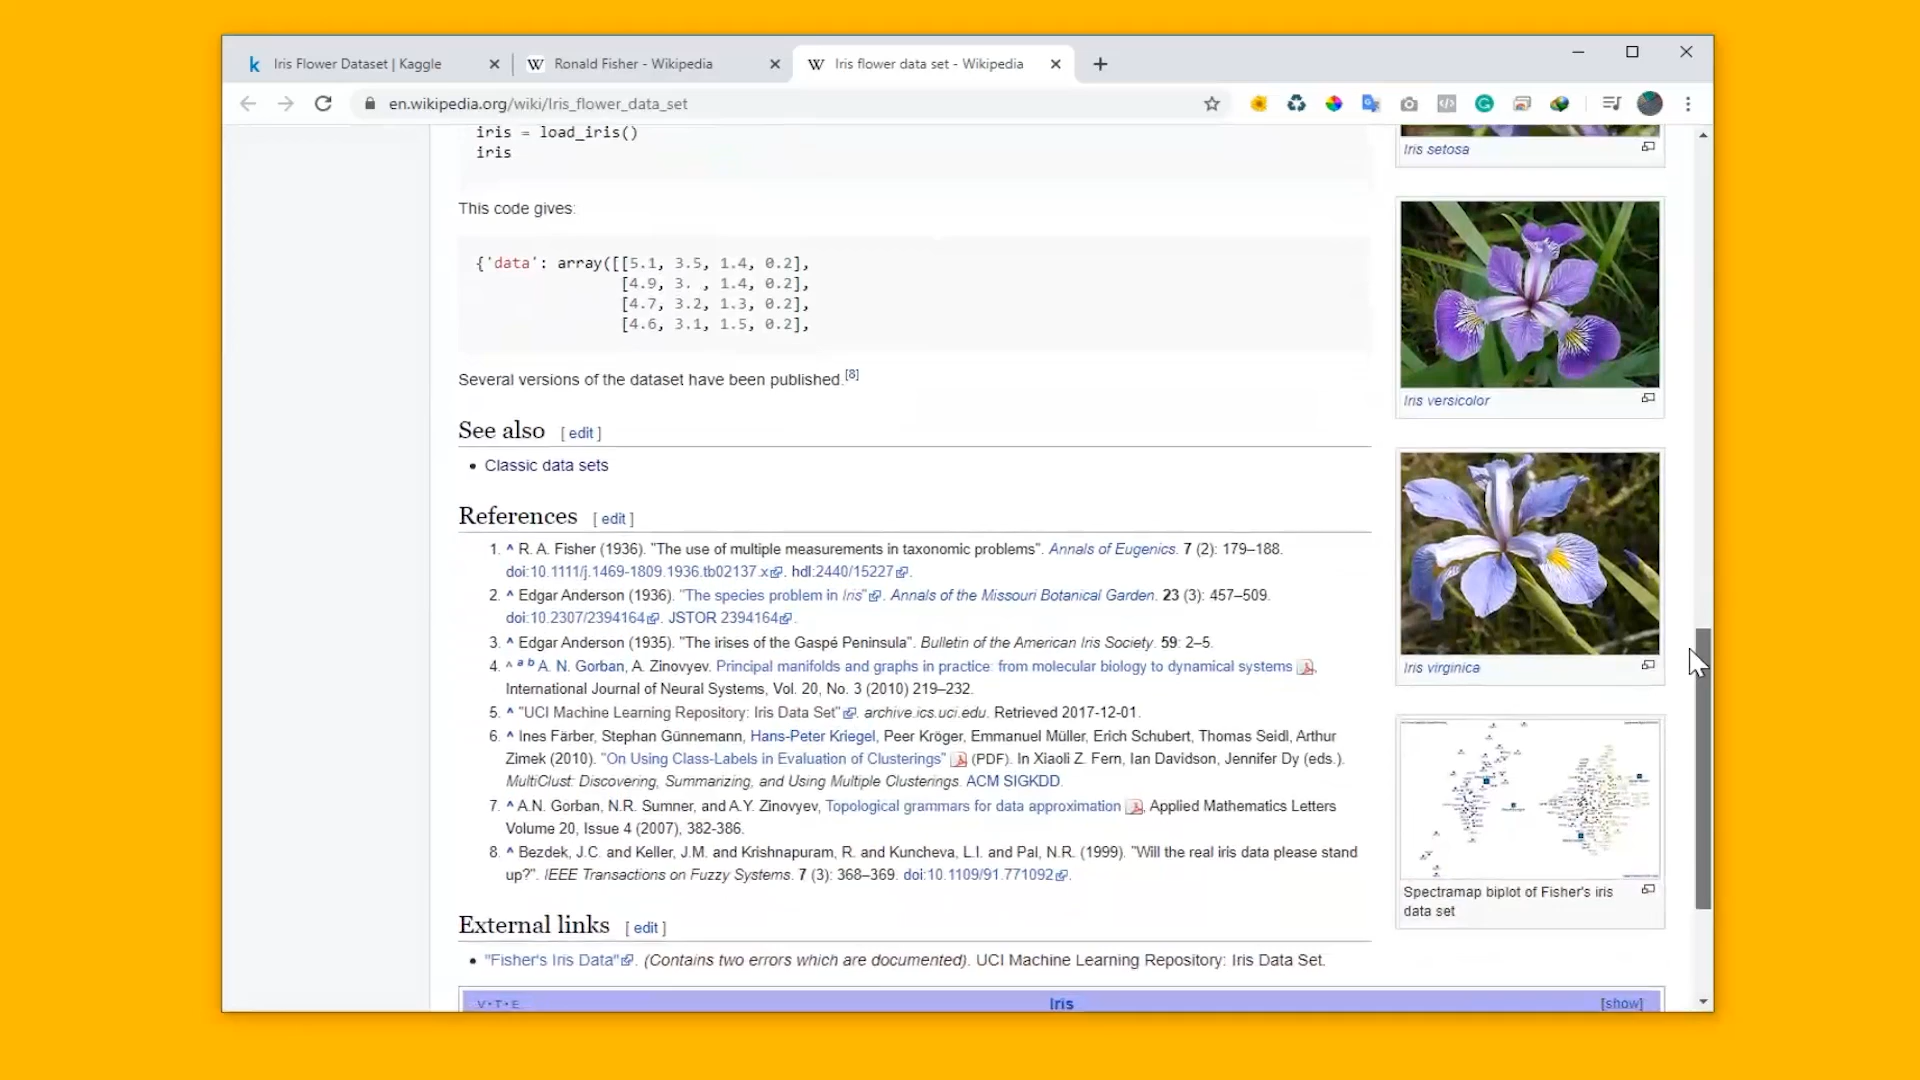 Iris Flower Dataset | Kaggle
Ronald Fisher - Wikipedia
Iris flower data set - Wikipedia
en.wikipedia.org/wiki/Iris_flower_data_set
iris = load_iris()
iris
This code gives:
{'data': array([[5.1, 3.5, 1.4, 0.2],
[4.9, 3. , 1.4, 0.2],
[4.7, 3.2, 1.3, 0.2],
[4.6, 3.1, 1.5, 0.2],
Several versions of the dataset have been published.[8]
See also [ edit ]
• Classic data sets
References [ edit ]
1. ^ R. A. Fisher (1936). "The use of multiple measurements in taxonomic problems". Annals of Eugenics. 7 (2): 179–188.
doi:10.1111/j.1469-1809.1936.tb02137.x. hdl:2440/15227.
2. ^ Edgar Anderson (1936). "The species problem in Iris". Annals of the Missouri Botanical Garden. 23 (3): 457–509.
doi:10.2307/2394164. JSTOR 2394164.
3. ^ Edgar Anderson (1935). "The irises of the Gaspé Peninsula". Bulletin of the American Iris Society. 59: 2–5.
4. ^ a b A. N. Gorban, A. Zinovyev. Principal manifolds and graphs in practice: from molecular biology to dynamical systems,
International Journal of Neural Systems, Vol. 20, No. 3 (2010) 219–232.
5. ^ "UCI Machine Learning Repository: Iris Data Set". archive.ics.uci.edu. Retrieved 2017-12-01.
6. ^ Ines Färber, Stephan Günnemann, Hans-Peter Kriegel, Peer Kröger, Emmanuel Müller, Erich Schubert, Thomas Seidl, Arthur
Zimek (2010). "On Using Class-Labels in Evaluation of Clusterings" (PDF). In Xiaoli Z. Fern, Ian Davidson, Jennifer Dy (eds.).
MultiClust: Discovering, Summarizing, and Using Multiple Clusterings. ACM SIGKDD.
7. ^ A.N. Gorban, N.R. Sumner, and A.Y. Zinovyev, Topological grammars for data approximation, Applied Mathematics Letters
Volume 20, Issue 4 (2007), 382-386.
8. ^ Bezdek, J.C. and Keller, J.M. and Krishnapuram, R. and Kuncheva, L.I. and Pal, N.R. (1999). "Will the real iris data please stand
up?". IEEE Transactions on Fuzzy Systems. 7 (3): 368–369. doi:10.1109/91.771092.
External links [ edit ]
• "Fisher's Iris Data". (Contains two errors which are documented). UCI Machine Learning Repository: Iris Data Set.
V·T·E Iris [show]
Iris setosa
Iris versicolor
Iris virginica
Spectramap biplot of Fisher's iris
data set